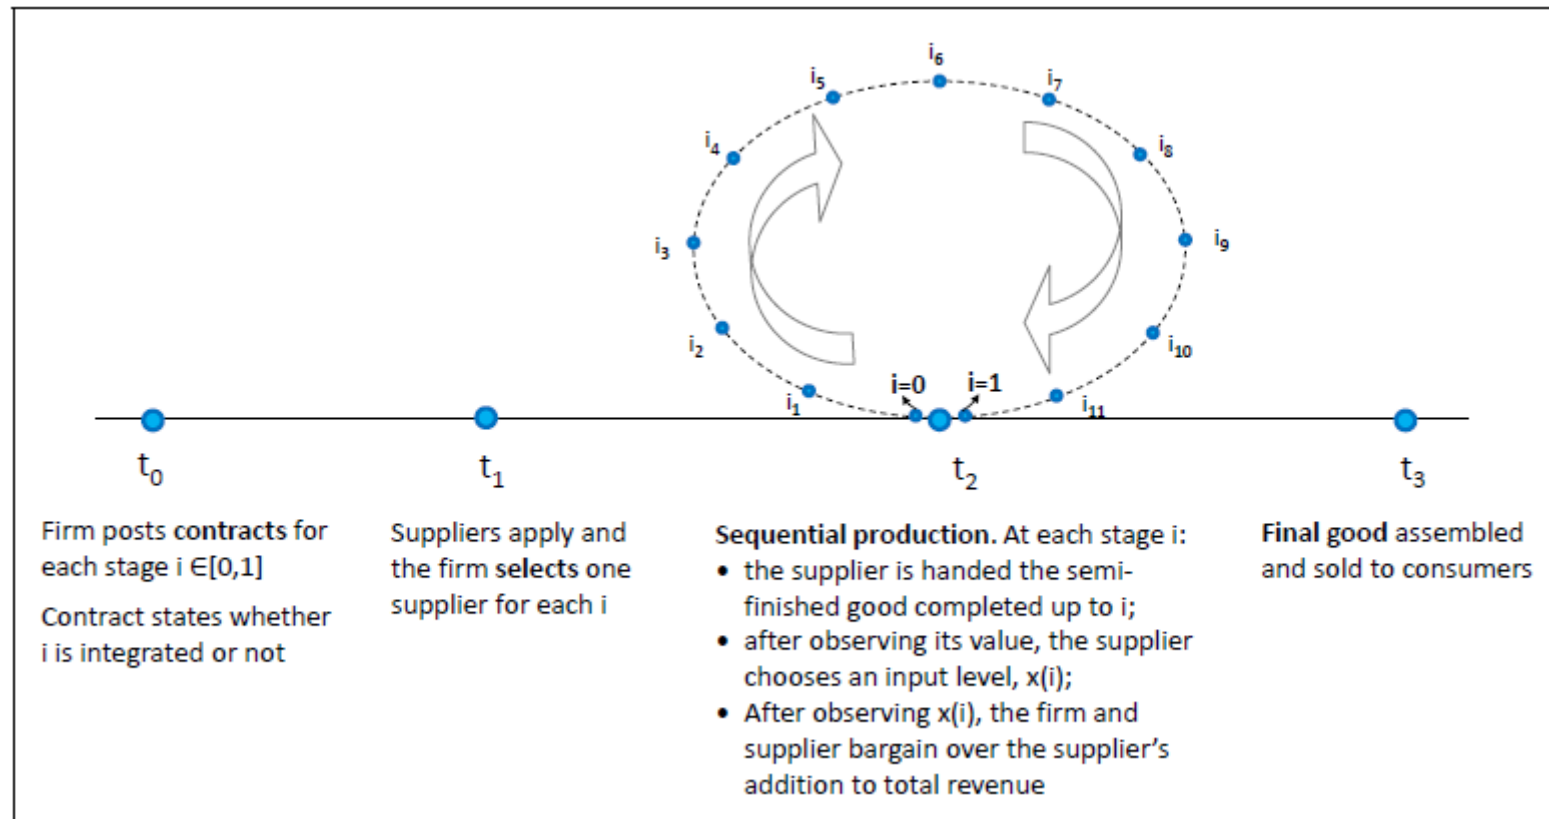 i₆
i₅
i₇
i₄
i₈
i₃
i₉
i₂
i₁₀
i=0
i=1
i₁
i₁₁
t₀
t₁
t₂
t₃
Firm posts contracts for
each stage i ∈[0,1]
Contract states whether
i is integrated or not
Suppliers apply and
the firm selects one
supplier for each i
Sequential production. At each stage i:
• the supplier is handed the semi-
finished good completed up to i;
• after observing its value, the supplier
chooses an input level, x(i);
• After observing x(i), the firm and
supplier bargain over the supplier's
addition to total revenue
Final good assembled
and sold to consumers